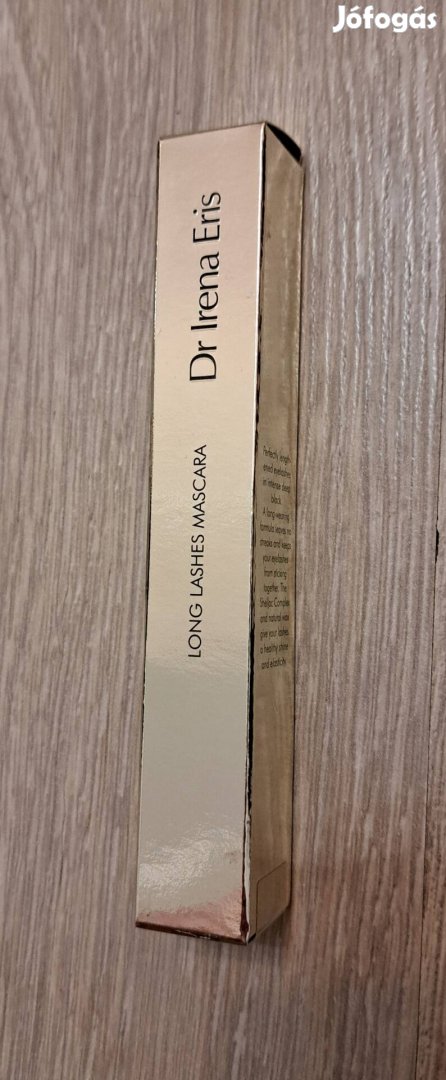 Jófogás
Dr Irena Eris
LONG LASHES MASCARA
Perfectly length-
ened eyelashes
in intense deep
black.
A long-wearing
formula leaves no
streaks and keeps
your eyelashes
from sticking
together. The
Shellac Complex
and natural wax
give your lashes
a healthy shine
and elasticity.